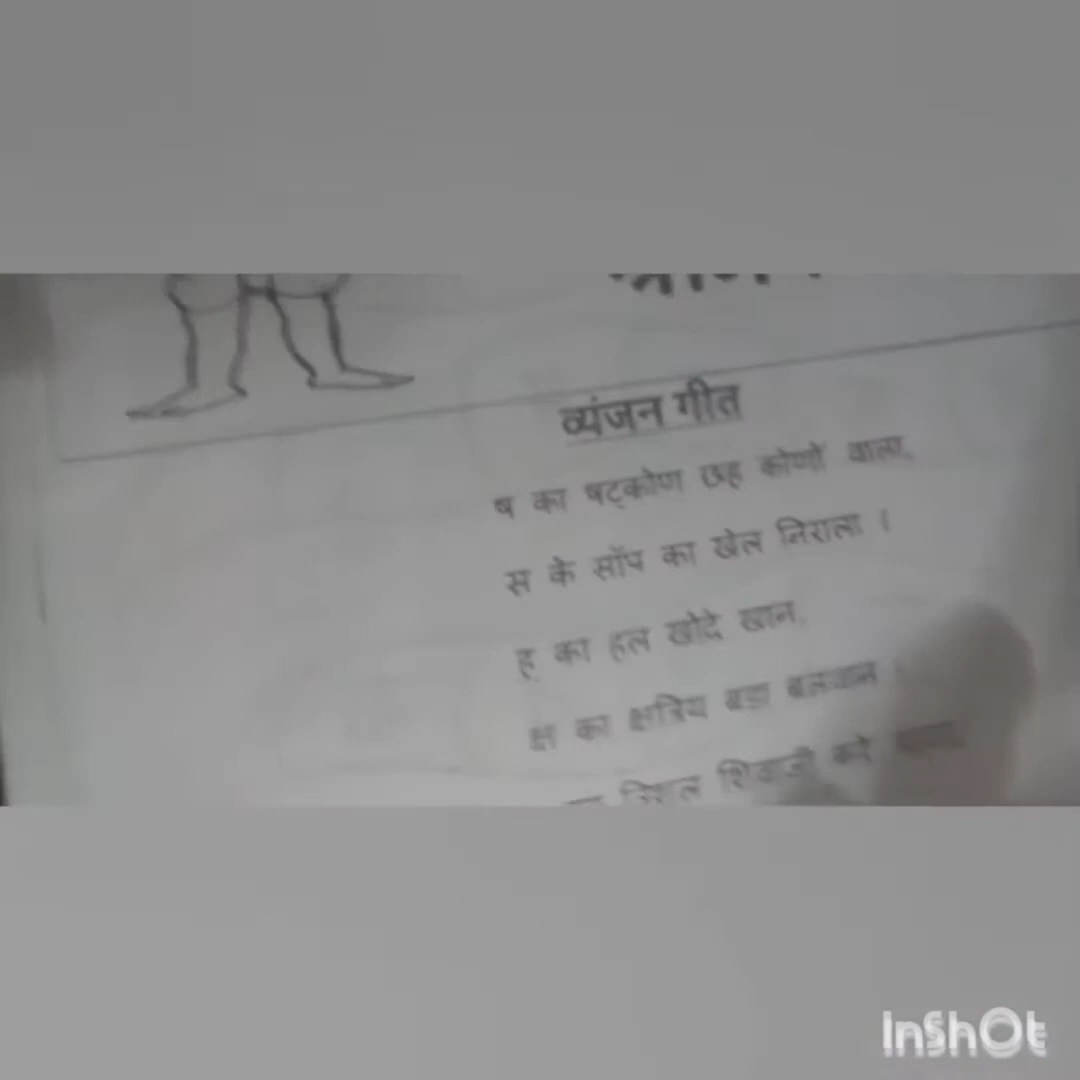 व्यंजन गीत
ष का षट्कोण छह कोणों वाला,
स के सॉप का खेल निराला ।
ह का हल खोदे खान,
क्ष का क्षत्रिय बडा बलवान ।
त्रिशूल शिवाजी का
InShOt